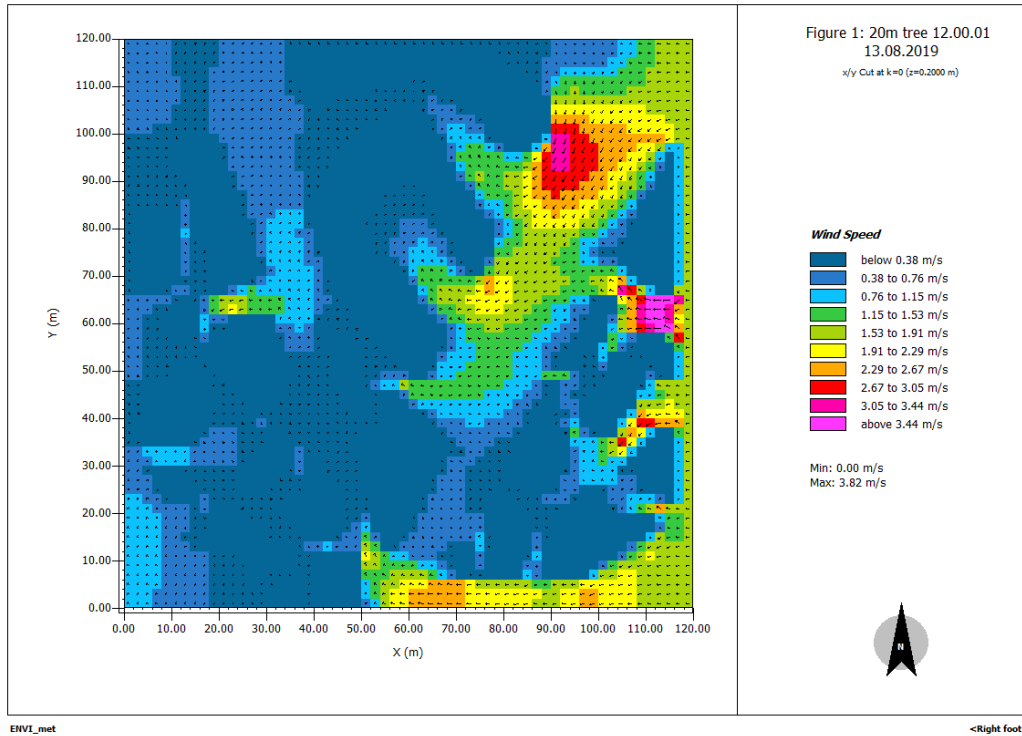 Figure 1: 20m tree 12.00.01
13.08.2019
x/y Cut at k=0 (z=0.2000 m)
120.00
110.00
100.00
90.00
80.00
70.00
60.00
50.00
40.00
30.00
20.00
10.00
0.00
Y (m)
0.00 10.00 20.00 30.00 40.00 50.00 60.00 70.00 80.00 90.00 100.00 110.00 120.00
X (m)
Wind Speed
below 0.38 m/s
0.38 to 0.76 m/s
0.76 to 1.15 m/s
1.15 to 1.53 m/s
1.53 to 1.91 m/s
1.91 to 2.29 m/s
2.29 to 2.67 m/s
2.67 to 3.05 m/s
3.05 to 3.44 m/s
above 3.44 m/s
Min: 0.00 m/s
Max: 3.82 m/s
N
ENVI_met
<Right foot